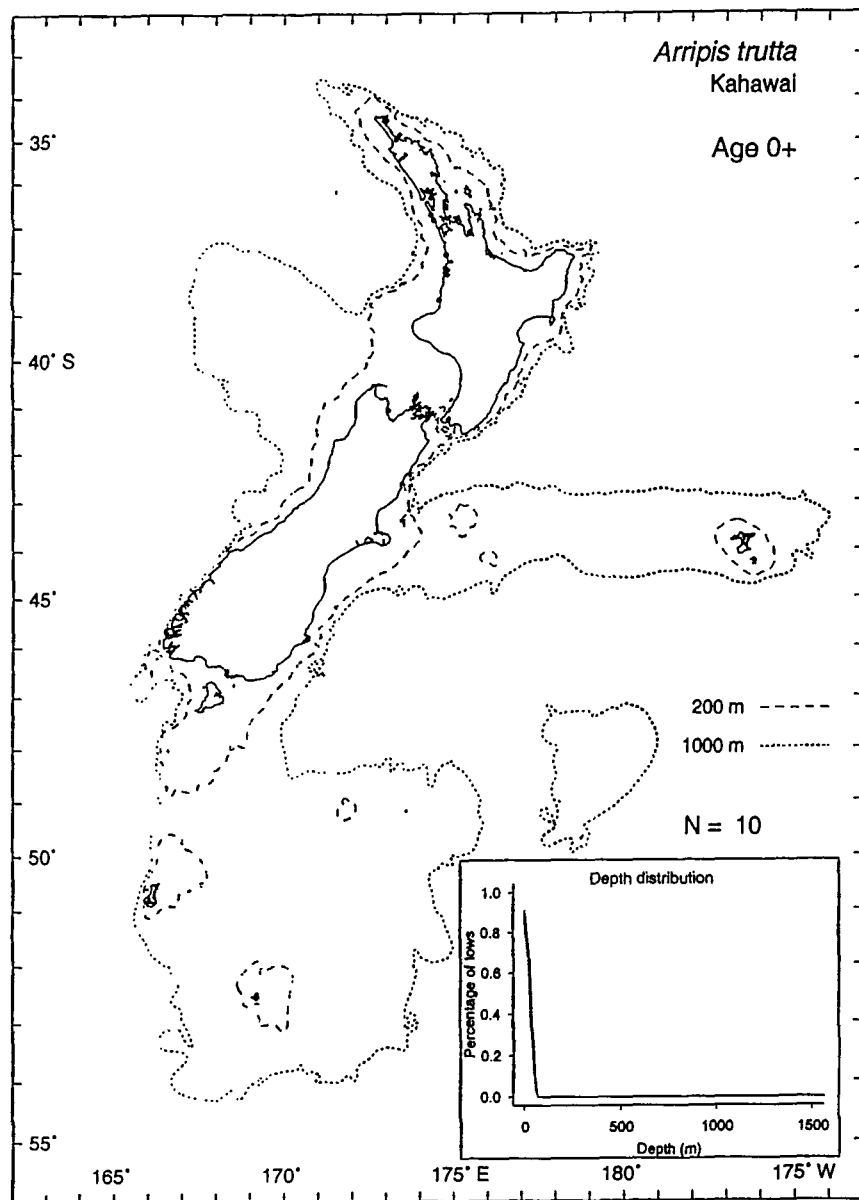 Arripis trutta
Kahawai
Age 0+
35°
40° S
45°
200 m
1000 m
N = 10
50°
Depth distribution
1.0
0.8
0.6
0.4
0.2
0.0
Percentage of lows
0
500
1000
1500
Depth (m)
55°
165°
170°
175° E
180°
175° W